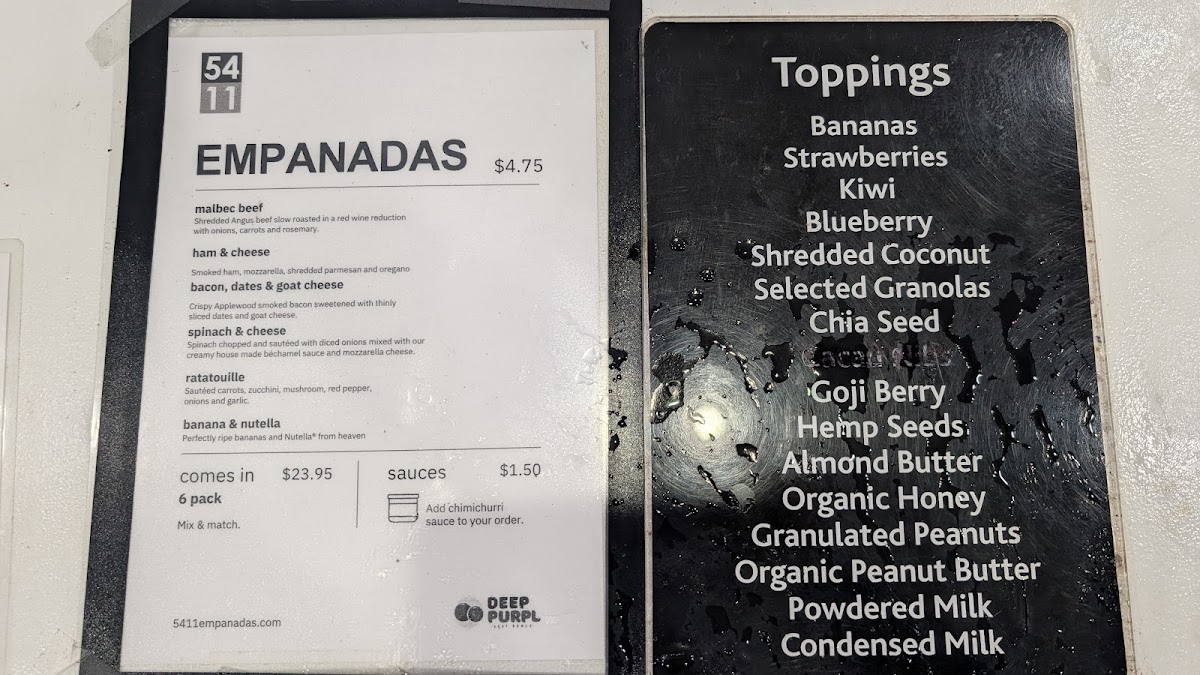 54
11
EMPANADAS $4.75
malbec beef
Shredded Angus beef slow roasted in a red wine reduction
with onions, carrots and rosemary.
ham & cheese
Smoked ham, mozzarella, shredded parmesan and oregano
bacon, dates & goat cheese
Crispy Applewood smoked bacon sweetened with thinly
sliced dates and goat cheese.
spinach & cheese
Spinach chopped and sautéed with diced onions mixed with our
creamy house made béchamel sauce and mozzarella cheese.
ratatouille
Sautéed carrots, zucchini, mushroom, red pepper,
onions and garlic.
banana & nutella
Perfectly ripe bananas and Nutella® from heaven
comes in $23.95
6 pack
Mix & match.
sauces $1.50
Add chimichurri
sauce to your order.
5411empanadas.com
DEEP
PURPL
Toppings
Bananas
Strawberries
Kiwi
Blueberry
Shredded Coconut
Selected Granolas
Chia Seed
Goji Berry
Hemp Seeds
Almond Butter
Organic Honey
Granulated Peanuts
Organic Peanut Butter
Powdered Milk
Condensed Milk